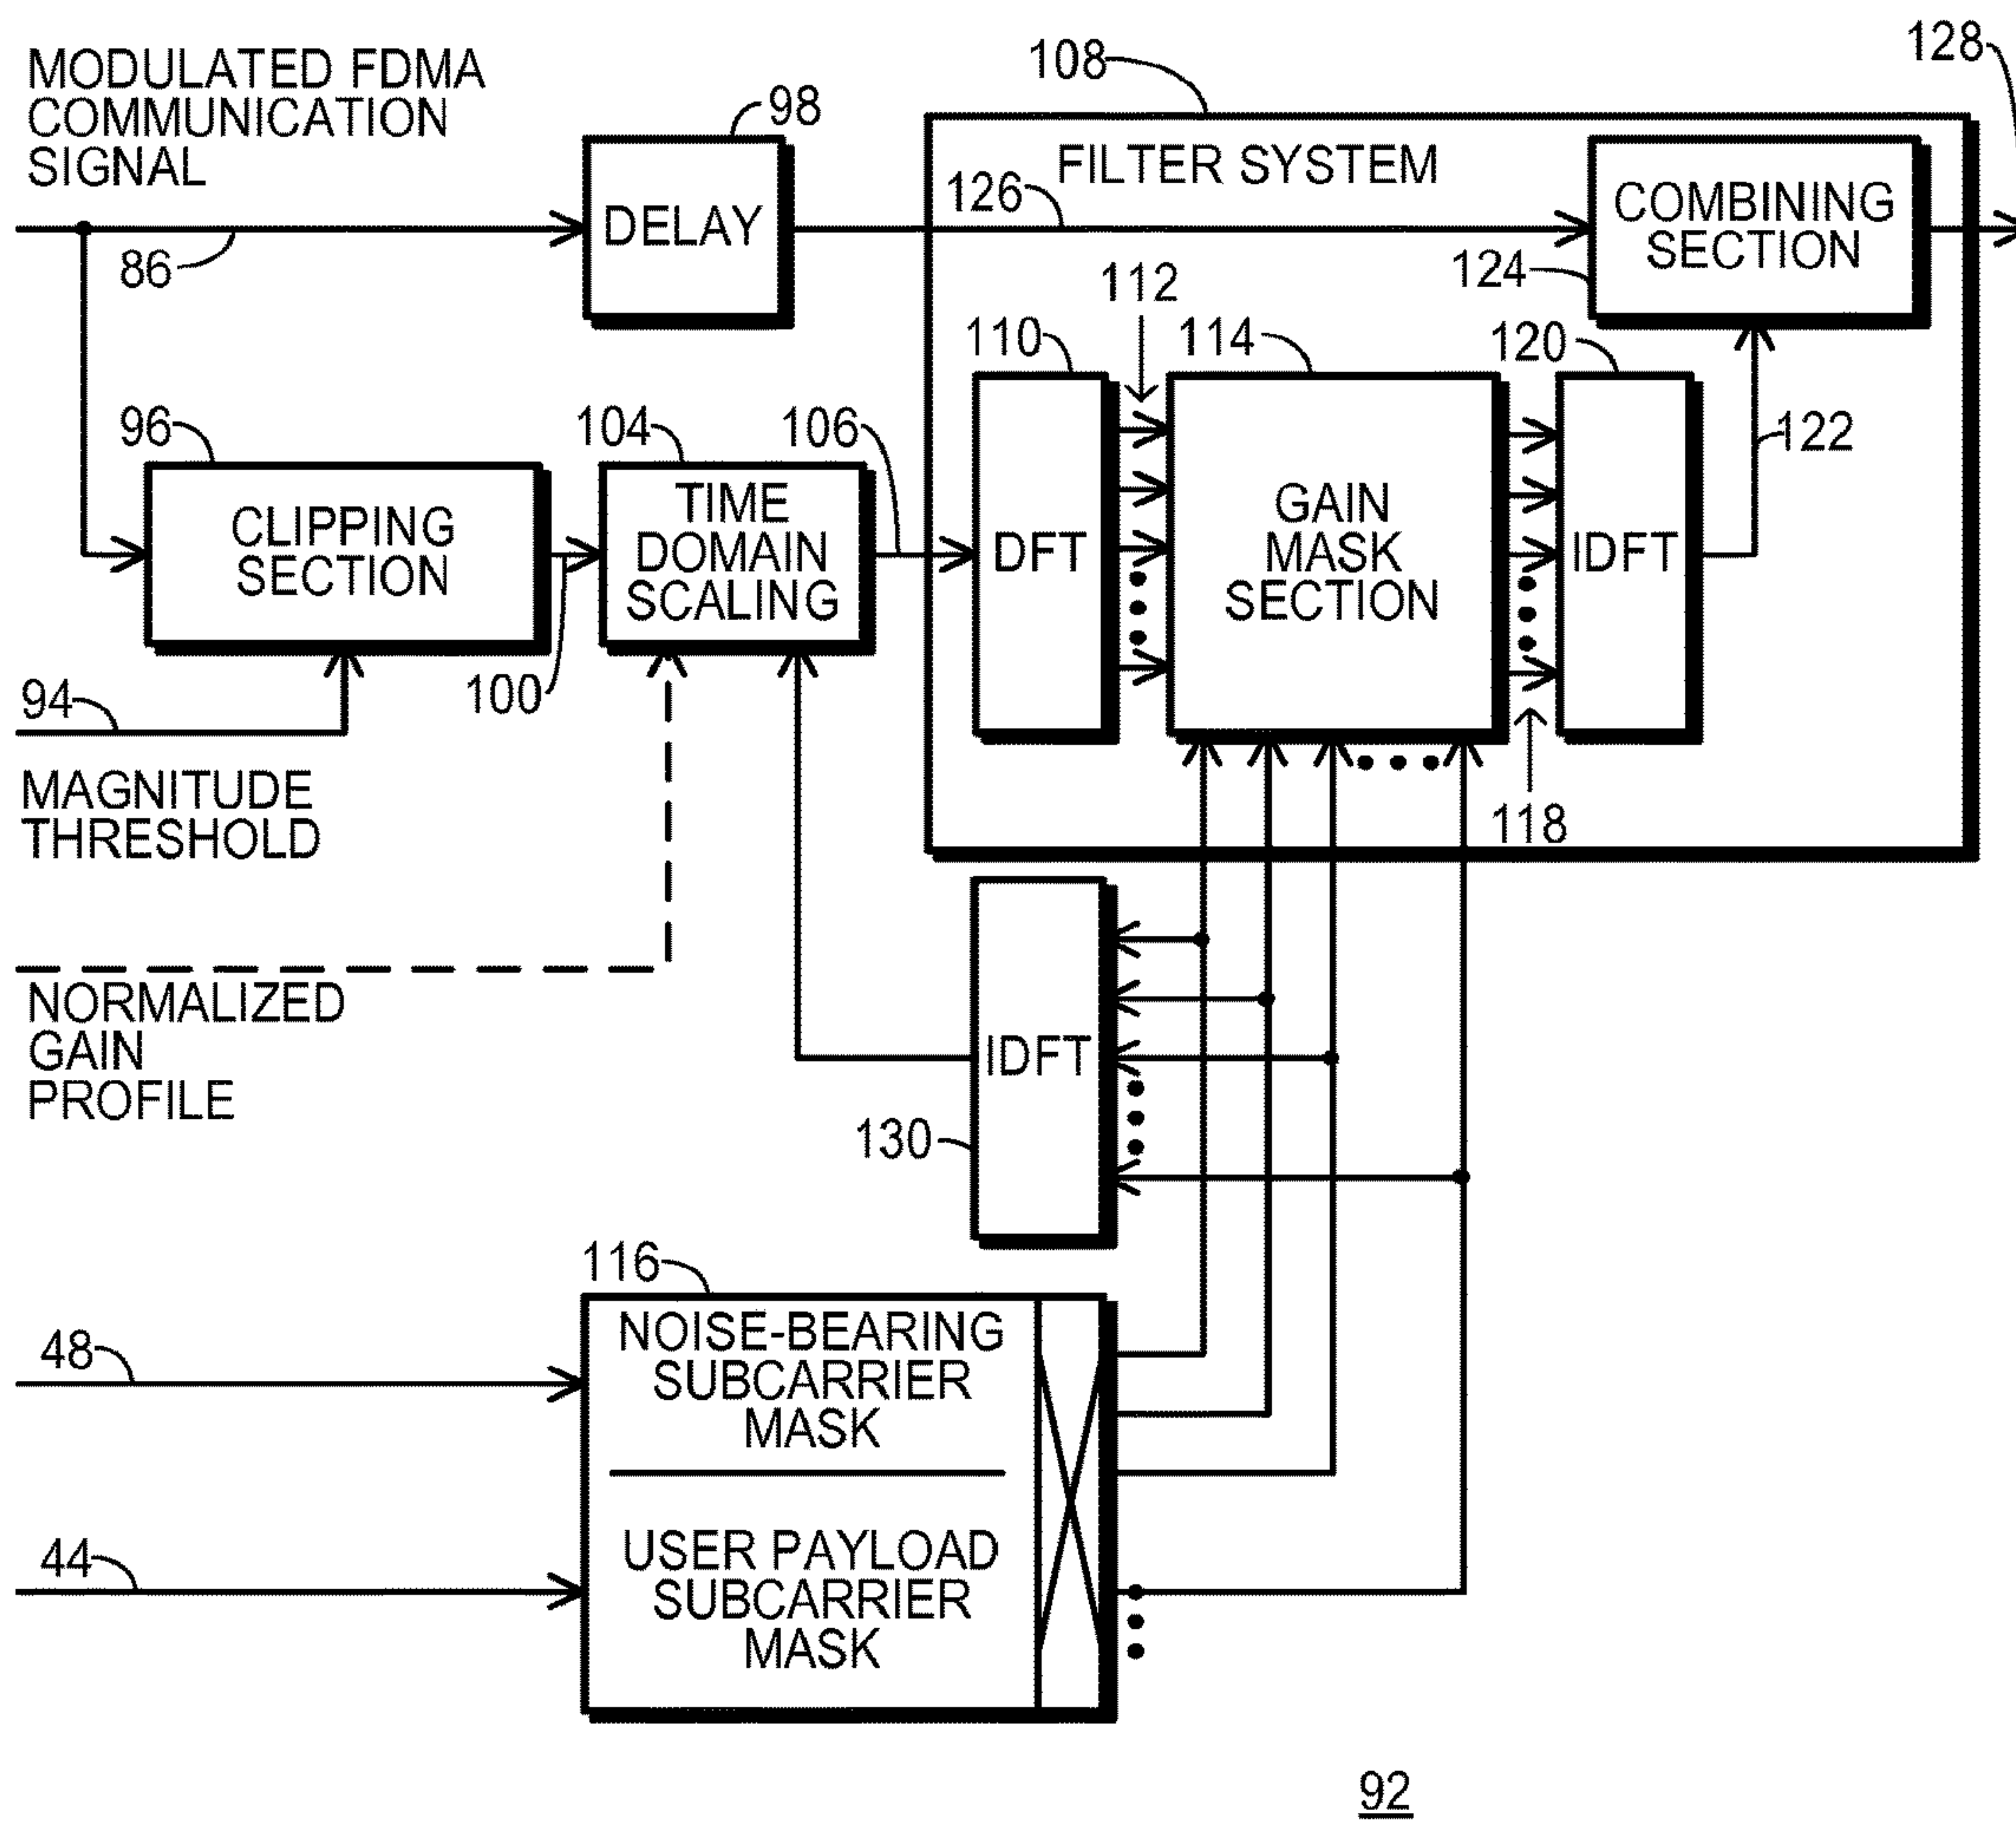 MODULATED FDMA
COMMUNICATION
SIGNAL
86
98
DELAY
108
128
FILTER SYSTEM
126
COMBINING
SECTION
124
112
110
114
120
122
96
CLIPPING
SECTION
104
TIME
DOMAIN
SCALING
106
100
DFT
GAIN
MASK
SECTION
IDFT
118
94
MAGNITUDE
THRESHOLD
NORMALIZED
GAIN
PROFILE
IDFT
130
116
48
NOISE-BEARING
SUBCARRIER
MASK
44
USER PAYLOAD
SUBCARRIER
MASK
92